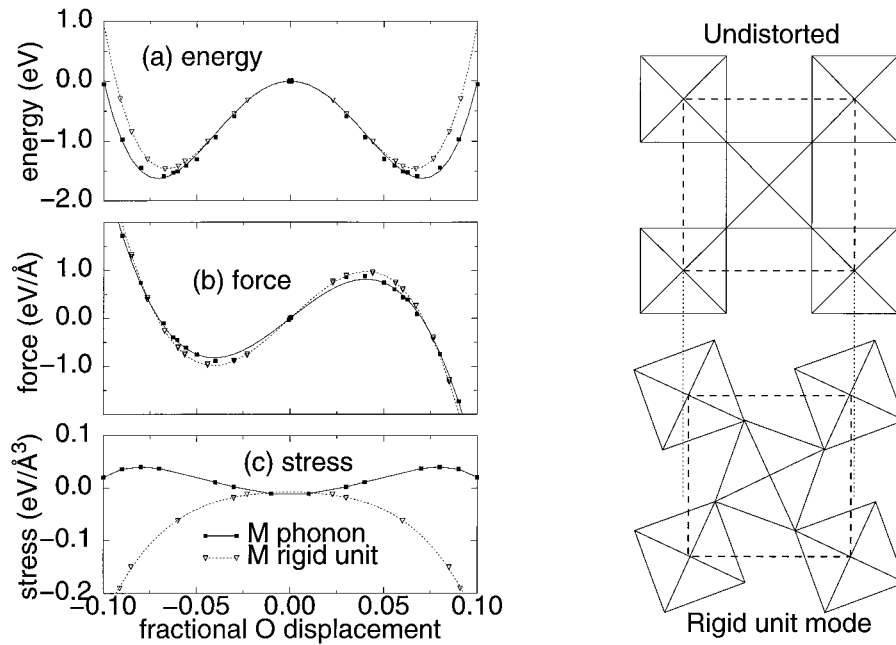 1.0
(a) energy
0.0
energy (eV)
−1.0
−2.0
1.0
(b) force
0.0
force (eV/Å)
−1.0
0.1
(c) stress
0.0
stress (eV/Å³)
M phonon
−0.1
M rigid unit
−0.2
−0.10 −0.05 0.00 0.05 0.10
fractional O displacement
Undistorted
Rigid unit mode